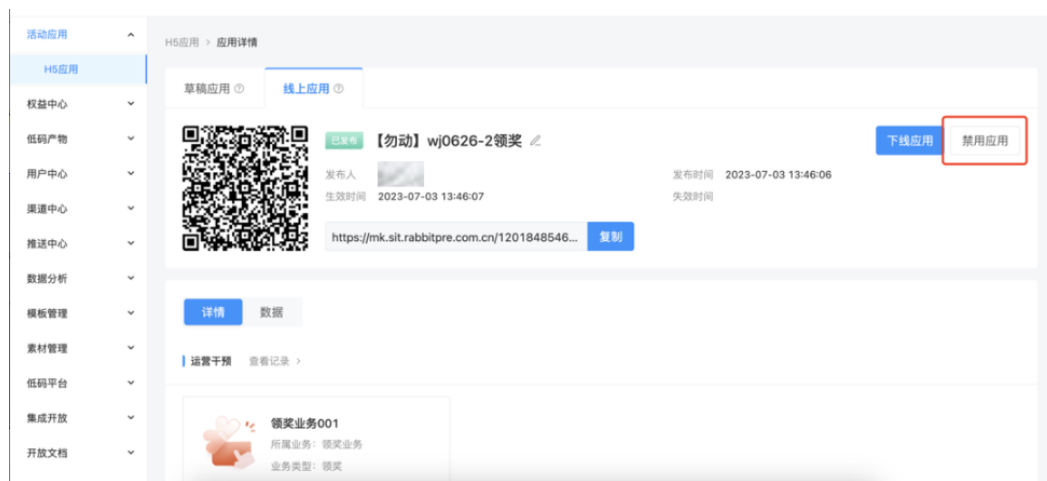 活动应用
H5应用
权益中心
低码产物
用户中心
渠道中心
推送中心
数据分析
模板管理
素材管理
低码平台
集成开放
开放文档
H5应用 > 应用详情
草稿应用 线上应用
已发布 【勿动】wj0626-2领奖 下线应用 禁用应用
发布人 发布时间 2023-07-03 13:46:06
生效时间 2023-07-03 13:46:07 失效时间
https://mk.sit.rabbitpre.com.cn/1201848546... 复制
详情 数据
运营干预 查看记录 >
领奖业务001
所属业务：领奖业务
业务类型：领奖